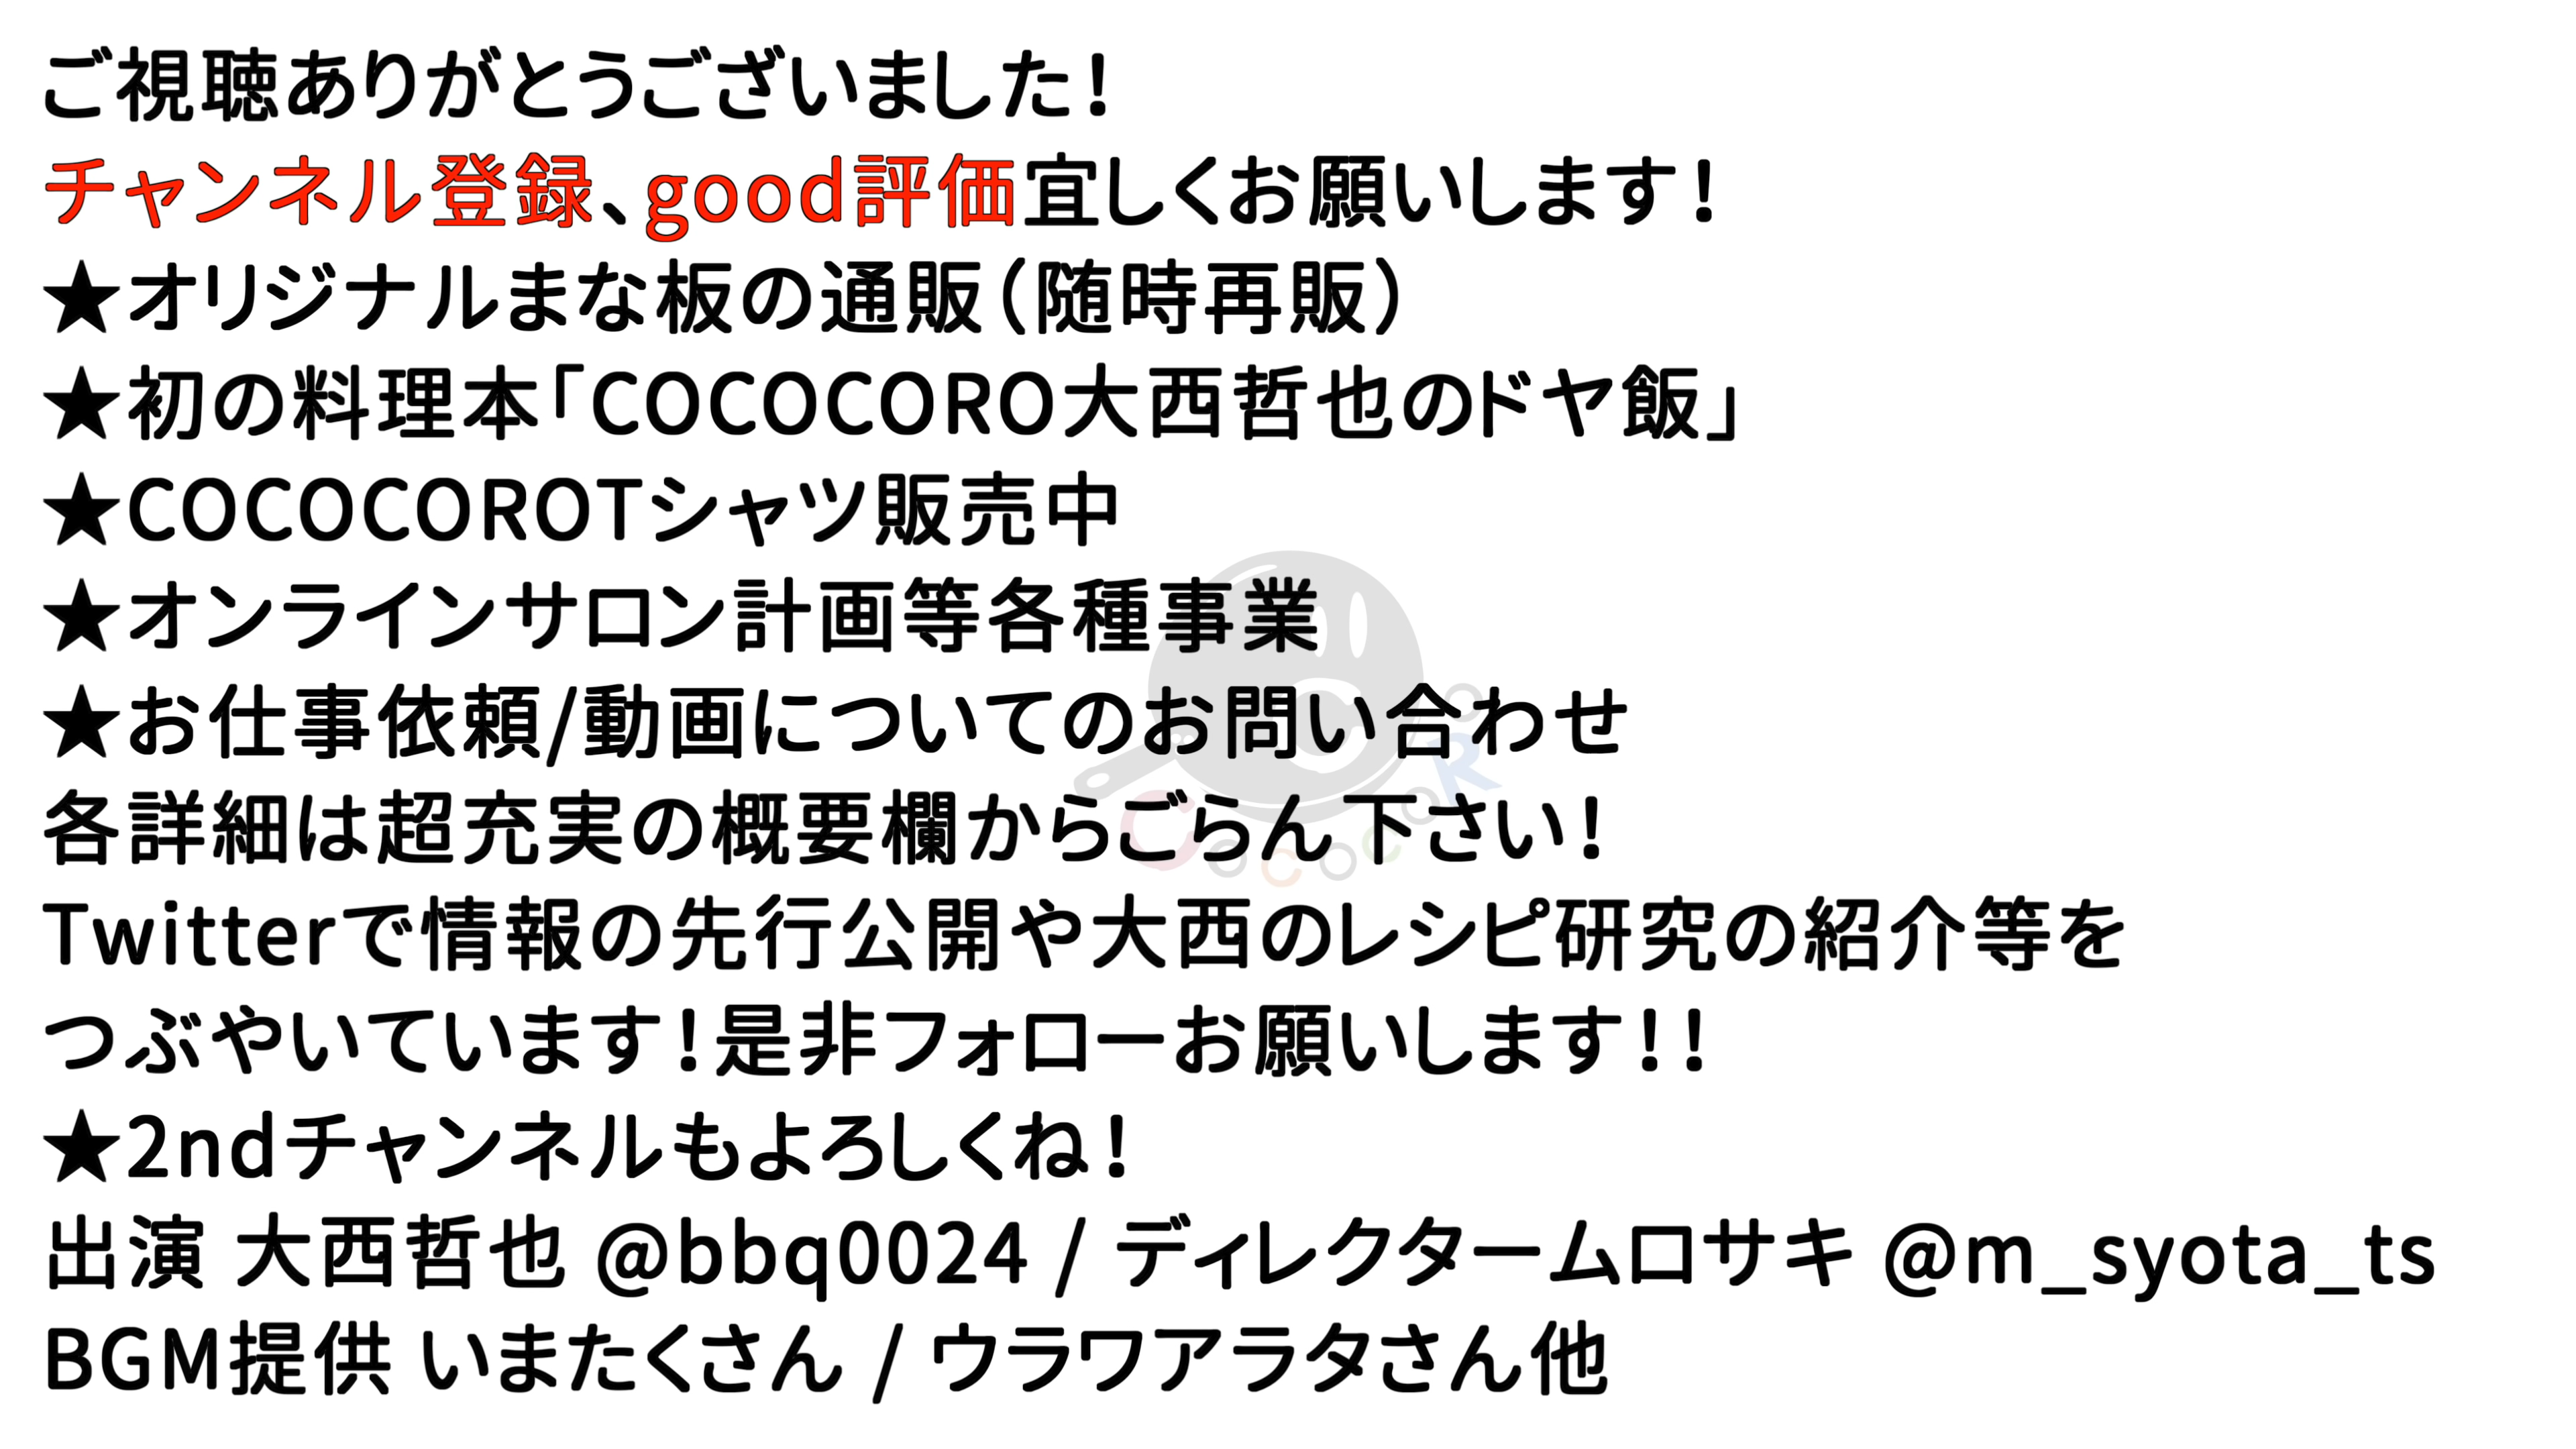 ご視聴ありがとうございました！
チャンネル登録、good評価宜しくお願いします！
★オリジナルまな板の通販（随時再販）
★初の料理本「COCOCORO大西哲也のドヤ飯」
★COCOCOROTシャツ販売中
★オンラインサロン計画等各種事業
★お仕事依頼/動画についてのお問い合わせ
各詳細は超充実の概要欄からごらん下さい！
Twitterで情報の先行公開や大西のレシピ研究の紹介等を
つぶやいています！是非フォローお願いします！！
★2ndチャンネルもよろしくね！
出演 大西哲也 @bbq0024 / ディレクタームロサキ @m_syota_ts
BGM提供 いまたくさん / ウラワアラタさん他
CoCoCoRo